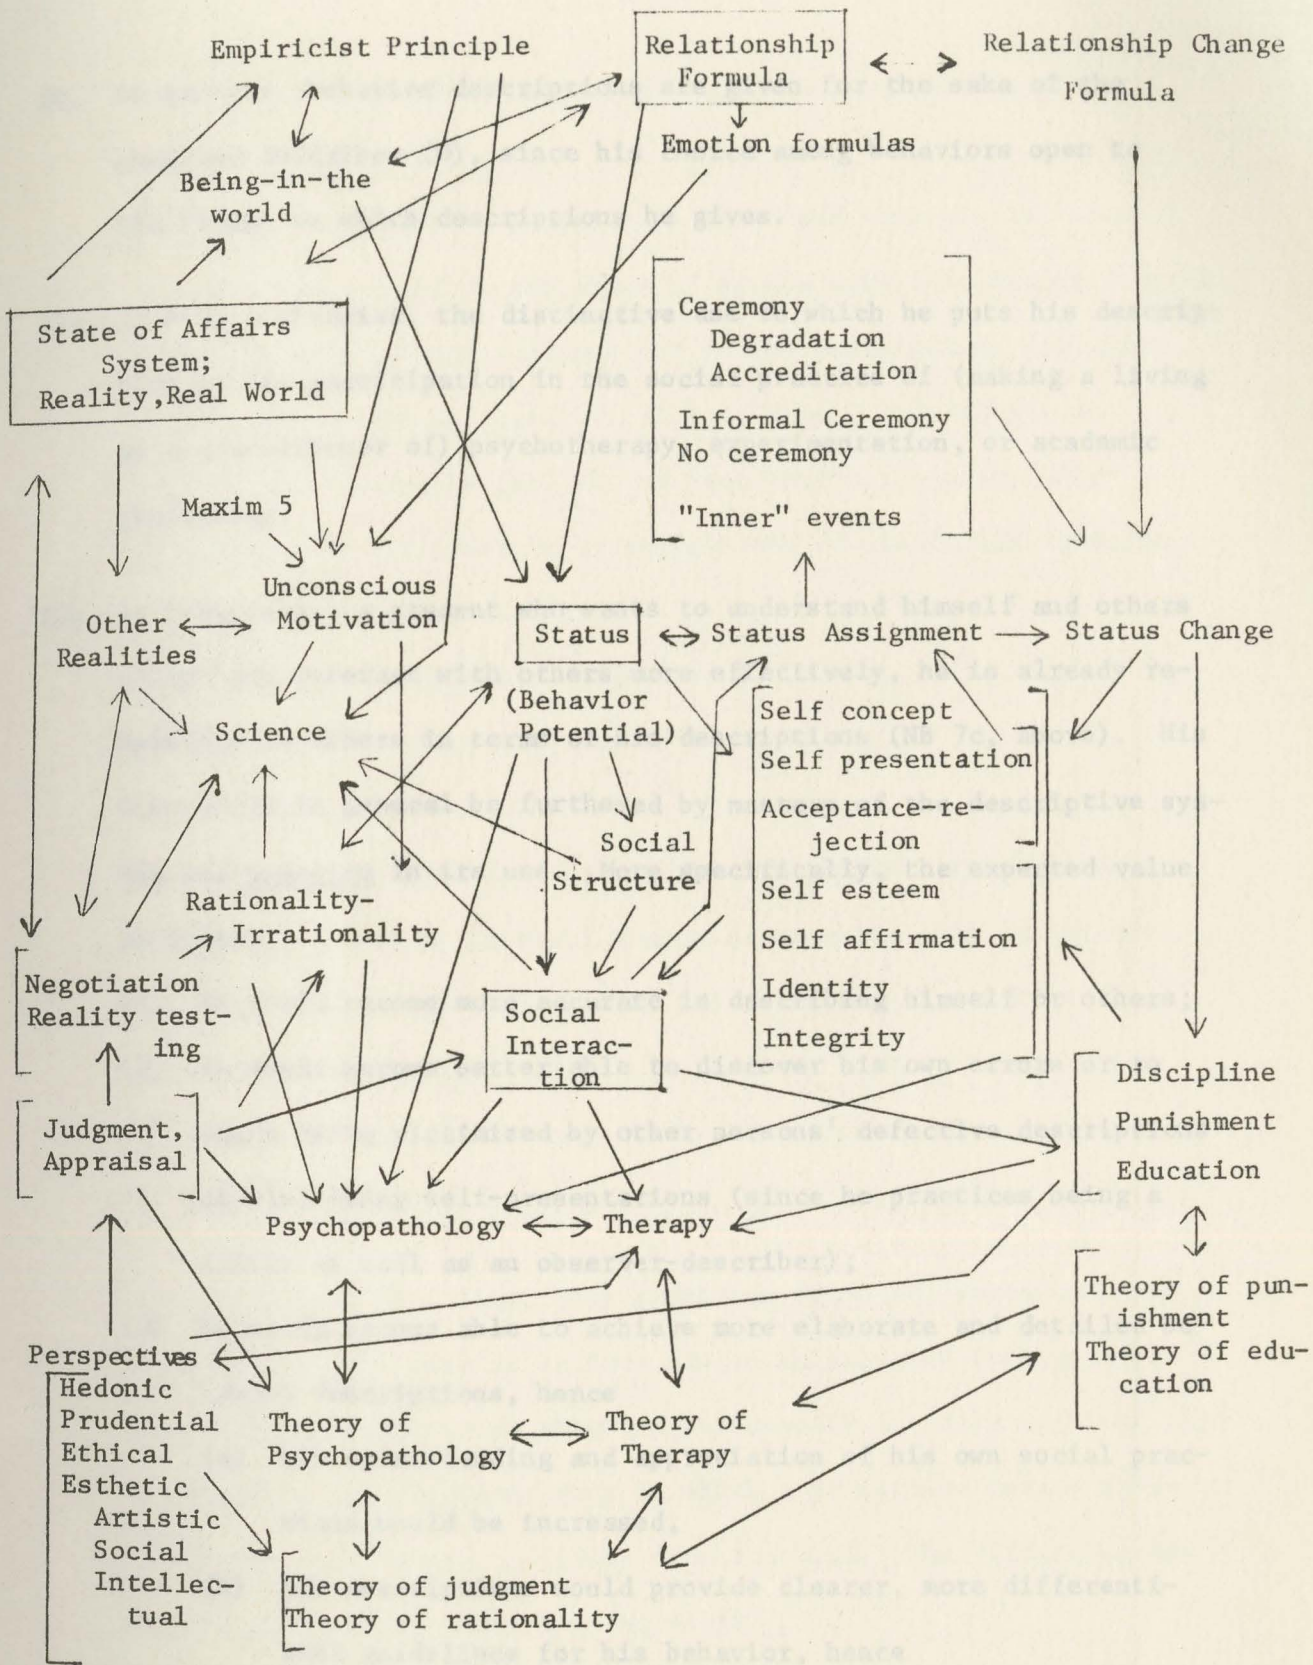 Empiricist Principle
Relationship
Formula
Relationship Change
Formula
Emotion formulas
Being-in-the
world
State of Affairs
System;
Reality,Real World
Ceremony
Degradation
Accreditation
Informal Ceremony
No ceremony
"Inner" events
Maxim 5
Unconscious
Motivation
Other
Realities
Status
Status Assignment
Status Change
(Behavior
Potential)
Science
Self concept
Self presentation
Acceptance-re-
jection
Self esteem
Self affirmation
Identity
Integrity
Social
Structure
Rationality-
Irrationality
Negotiation
Reality test-
ing
Social
Interac-
tion
Judgment,
Appraisal
Discipline
Punishment
Education
Psychopathology
Therapy
Theory of pun-
ishment
Theory of edu-
cation
Perspectives
Hedonic
Prudential
Ethical
Esthetic
Artistic
Social
Intellec-
tual
Theory of
Psychopathology
Theory of
Therapy
Theory of judgment
Theory of rationality